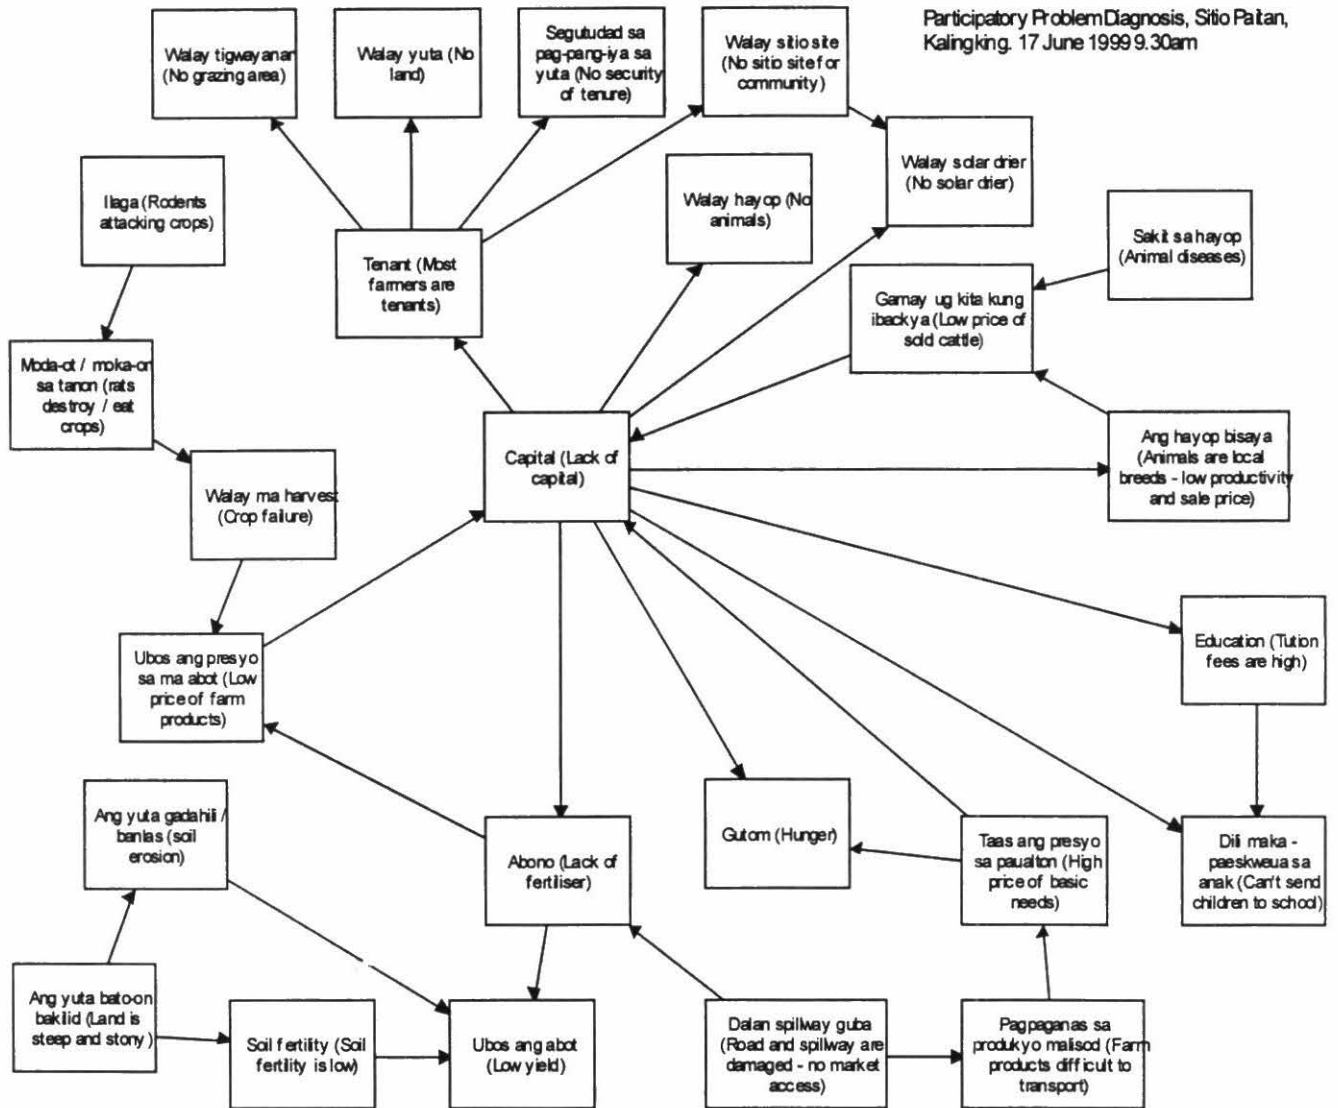 Participatory Problem Diagnosis, Sitio Paitan,
Kalingking. 17 June 1999 9.30am
Walay tigwayanan
(No grazing area)
Walay yuta (No
land)
Segutudad sa
pag-pang-iya sa
yuta (No security
of tenure)
Walay sitio site
(No sitio site for
community)
Walay solar drier
(No solar drier)
Ilaga (Rodents
attacking crops)
Walay hayop (No
animals)
Sakit sa hayop
(Animal diseases)
Tenant (Most
farmers are
tenants)
Gamay ug kita kung
ibackya (Low price of
sold cattle)
Moda-ot / moka-on
sa tanon (rats
destroy / eat
crops)
Capital (Lack of
capital)
Ang hayop bisaya
(Animals are local
breeds - low productivity
and sale price)
Walay ma harvest
(Crop failure)
Education (Tution
fees are high)
Ubos ang presyo
sa ma abot (Low
price of farm
products)
Ang yuta gadahili /
banlas (soil
erosion)
Abono (Lack of
fertiliser)
Gutom (Hunger)
Taas ang presyo
sa paualton (High
price of basic
needs)
Dili maka -
paeskweua sa
anak (Can't send
children to school)
Ang yuta bato-on
bakilid (Land is
steep and stony)
Soil fertility (Soil
fertility is low)
Ubos ang abot
(Low yield)
Dalan spillway guba
(Road and spillway are
damaged - no market
access)
Pagpaganas sa
produkyo malisod (Farm
products difficult to
transport)